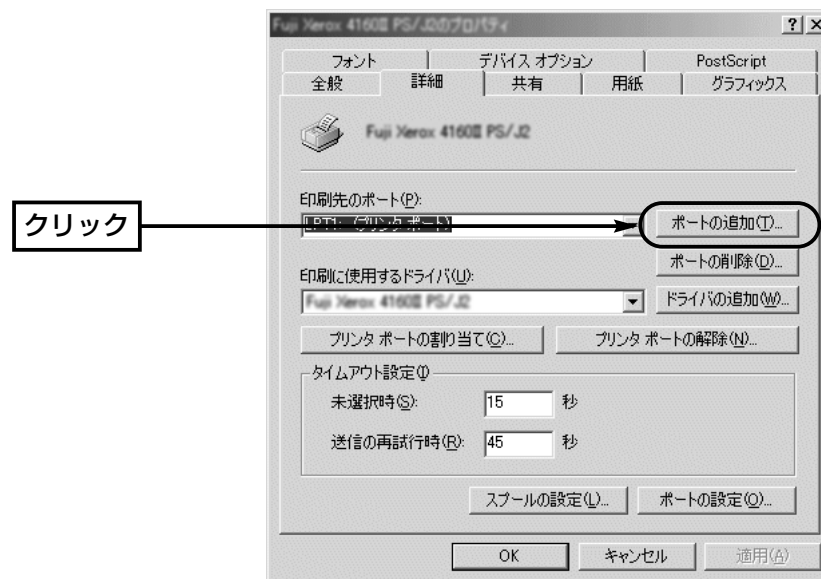 Fuji Xerox 4160Ⅱ PS/J2のプロパティ
フォント デバイス オプション PostScript
全般 詳細 共有 用紙 グラフィックス
Fuji Xerox 4160Ⅱ PS/J2
印刷先のポート(P):
クリック
LPT1: (プリンタ ポート)
ポートの追加(T)...
ポートの削除(D)...
印刷に使用するドライバ(U):
Fuji Xerox 4160Ⅱ PS/J2
ドライバの追加(W)...
プリンタ ポートの割り当て(C)... プリンタ ポートの解除(N)...
タイムアウト設定(I)
未選択時(S): 15 秒
送信の再試行時(R): 45 秒
スプールの設定(L)... ポートの設定(O)...
OK キャンセル 適用(A)